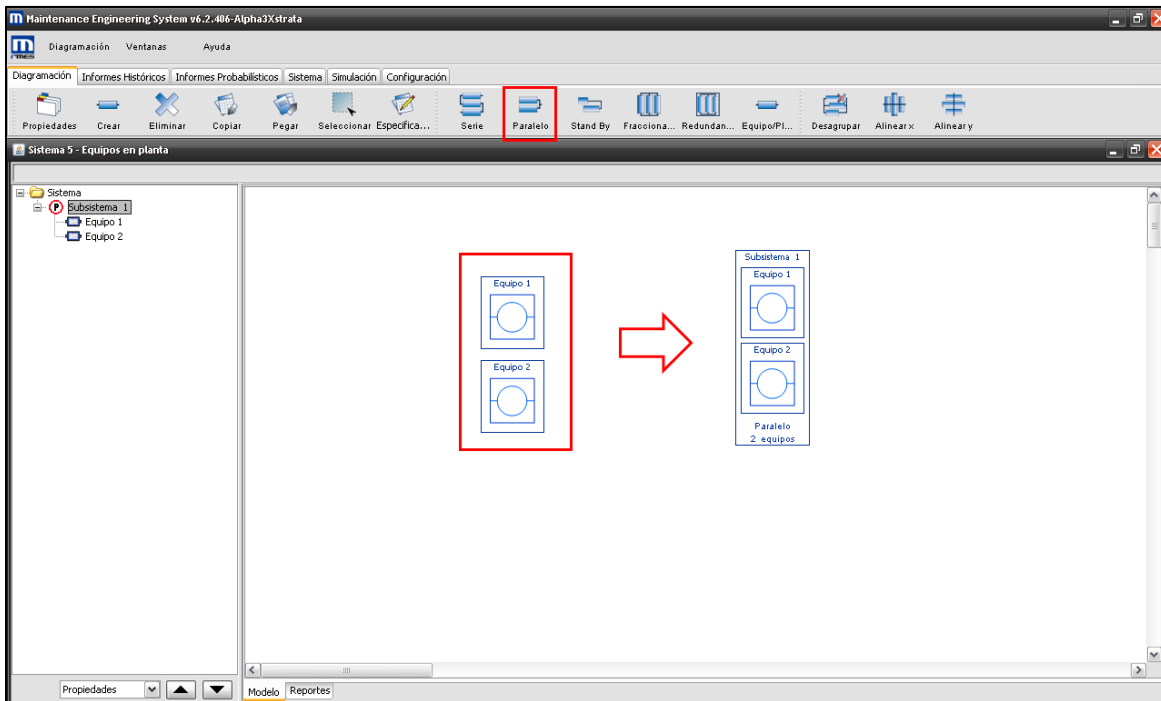 Maintenance Engineering System v6.2.406-Alpha3Xstrata
Diagramación Ventanas Ayuda
Diagramación Informes Históricos Informes Probabilísticos Sistema Simulación Configuración
Propiedades Crear Eliminar Copiar Pegar Seleccionar Especifica... Serie Paralelo Stand By Fracciona... Redundan... Equipo/Pl... Desagrupar Alinear x Alinear y
Sistema 5 - Equipos en planta
Sistema
P Subsistema 1
Equipo 1
Equipo 2
Equipo 1
Equipo 2
Subsistema 1
Equipo 1
Equipo 2
Paralelo
2 equipos
Propiedades
Modelo Reportes